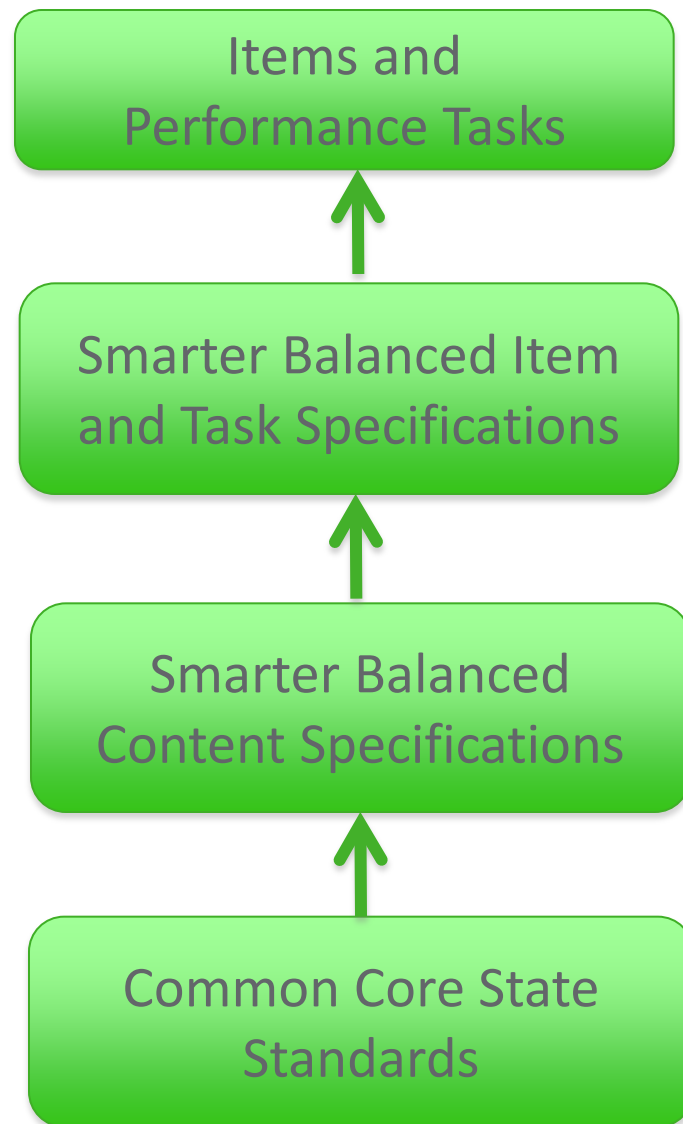 Items and
Performance Tasks
Smarter Balanced Item
and Task Specifications
Smarter Balanced
Content Specifications
Common Core State
Standards